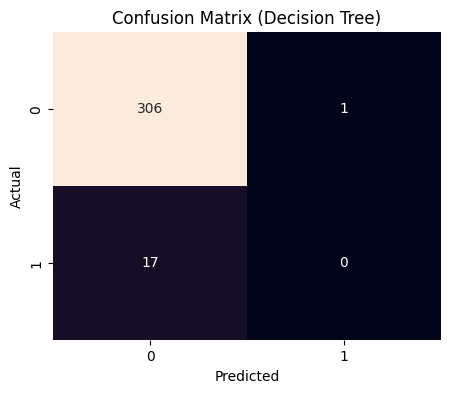 Confusion Matrix (Decision Tree)
0
306
1
Actual
1
17
0
0
1
Predicted